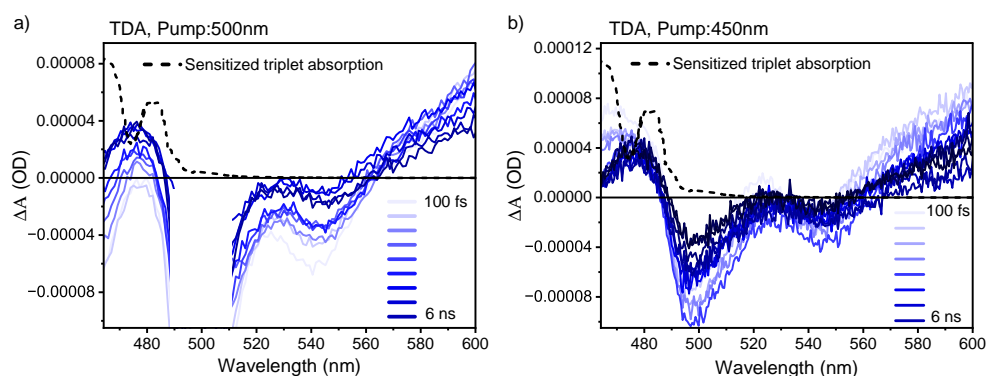 a)
TDA, Pump:500nm
Sensitized triplet absorption
0.00008
0.00004
0.00000
−0.00004
−0.00008
ΔA (OD)
100 fs
6 ns
480 500 520 540 560 580 600
Wavelength (nm)
b)
TDA, Pump:450nm
Sensitized triplet absorption
0.00012
0.00008
0.00004
0.00000
−0.00004
−0.00008
ΔA (OD)
100 fs
6 ns
480 500 520 540 560 580 600
Wavelength (nm)